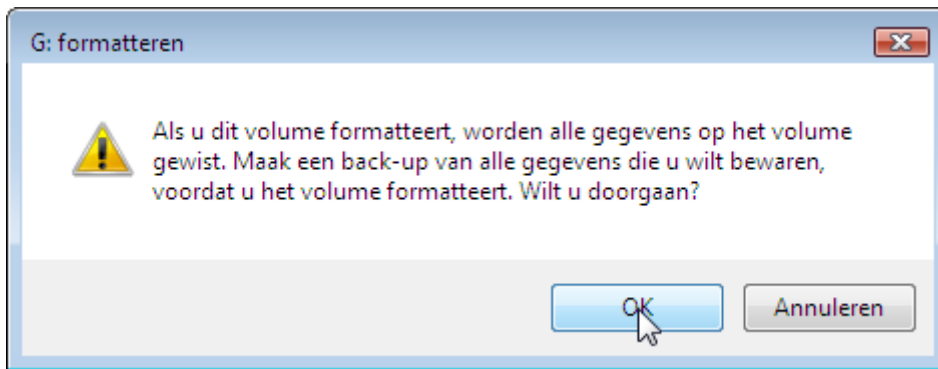 G: formatteren
Als u dit volume formatteert, worden alle gegevens op het volume
gewist. Maak een back-up van alle gegevens die u wilt bewaren,
voordat u het volume formatteert. Wilt u doorgaan?
OK
Annuleren